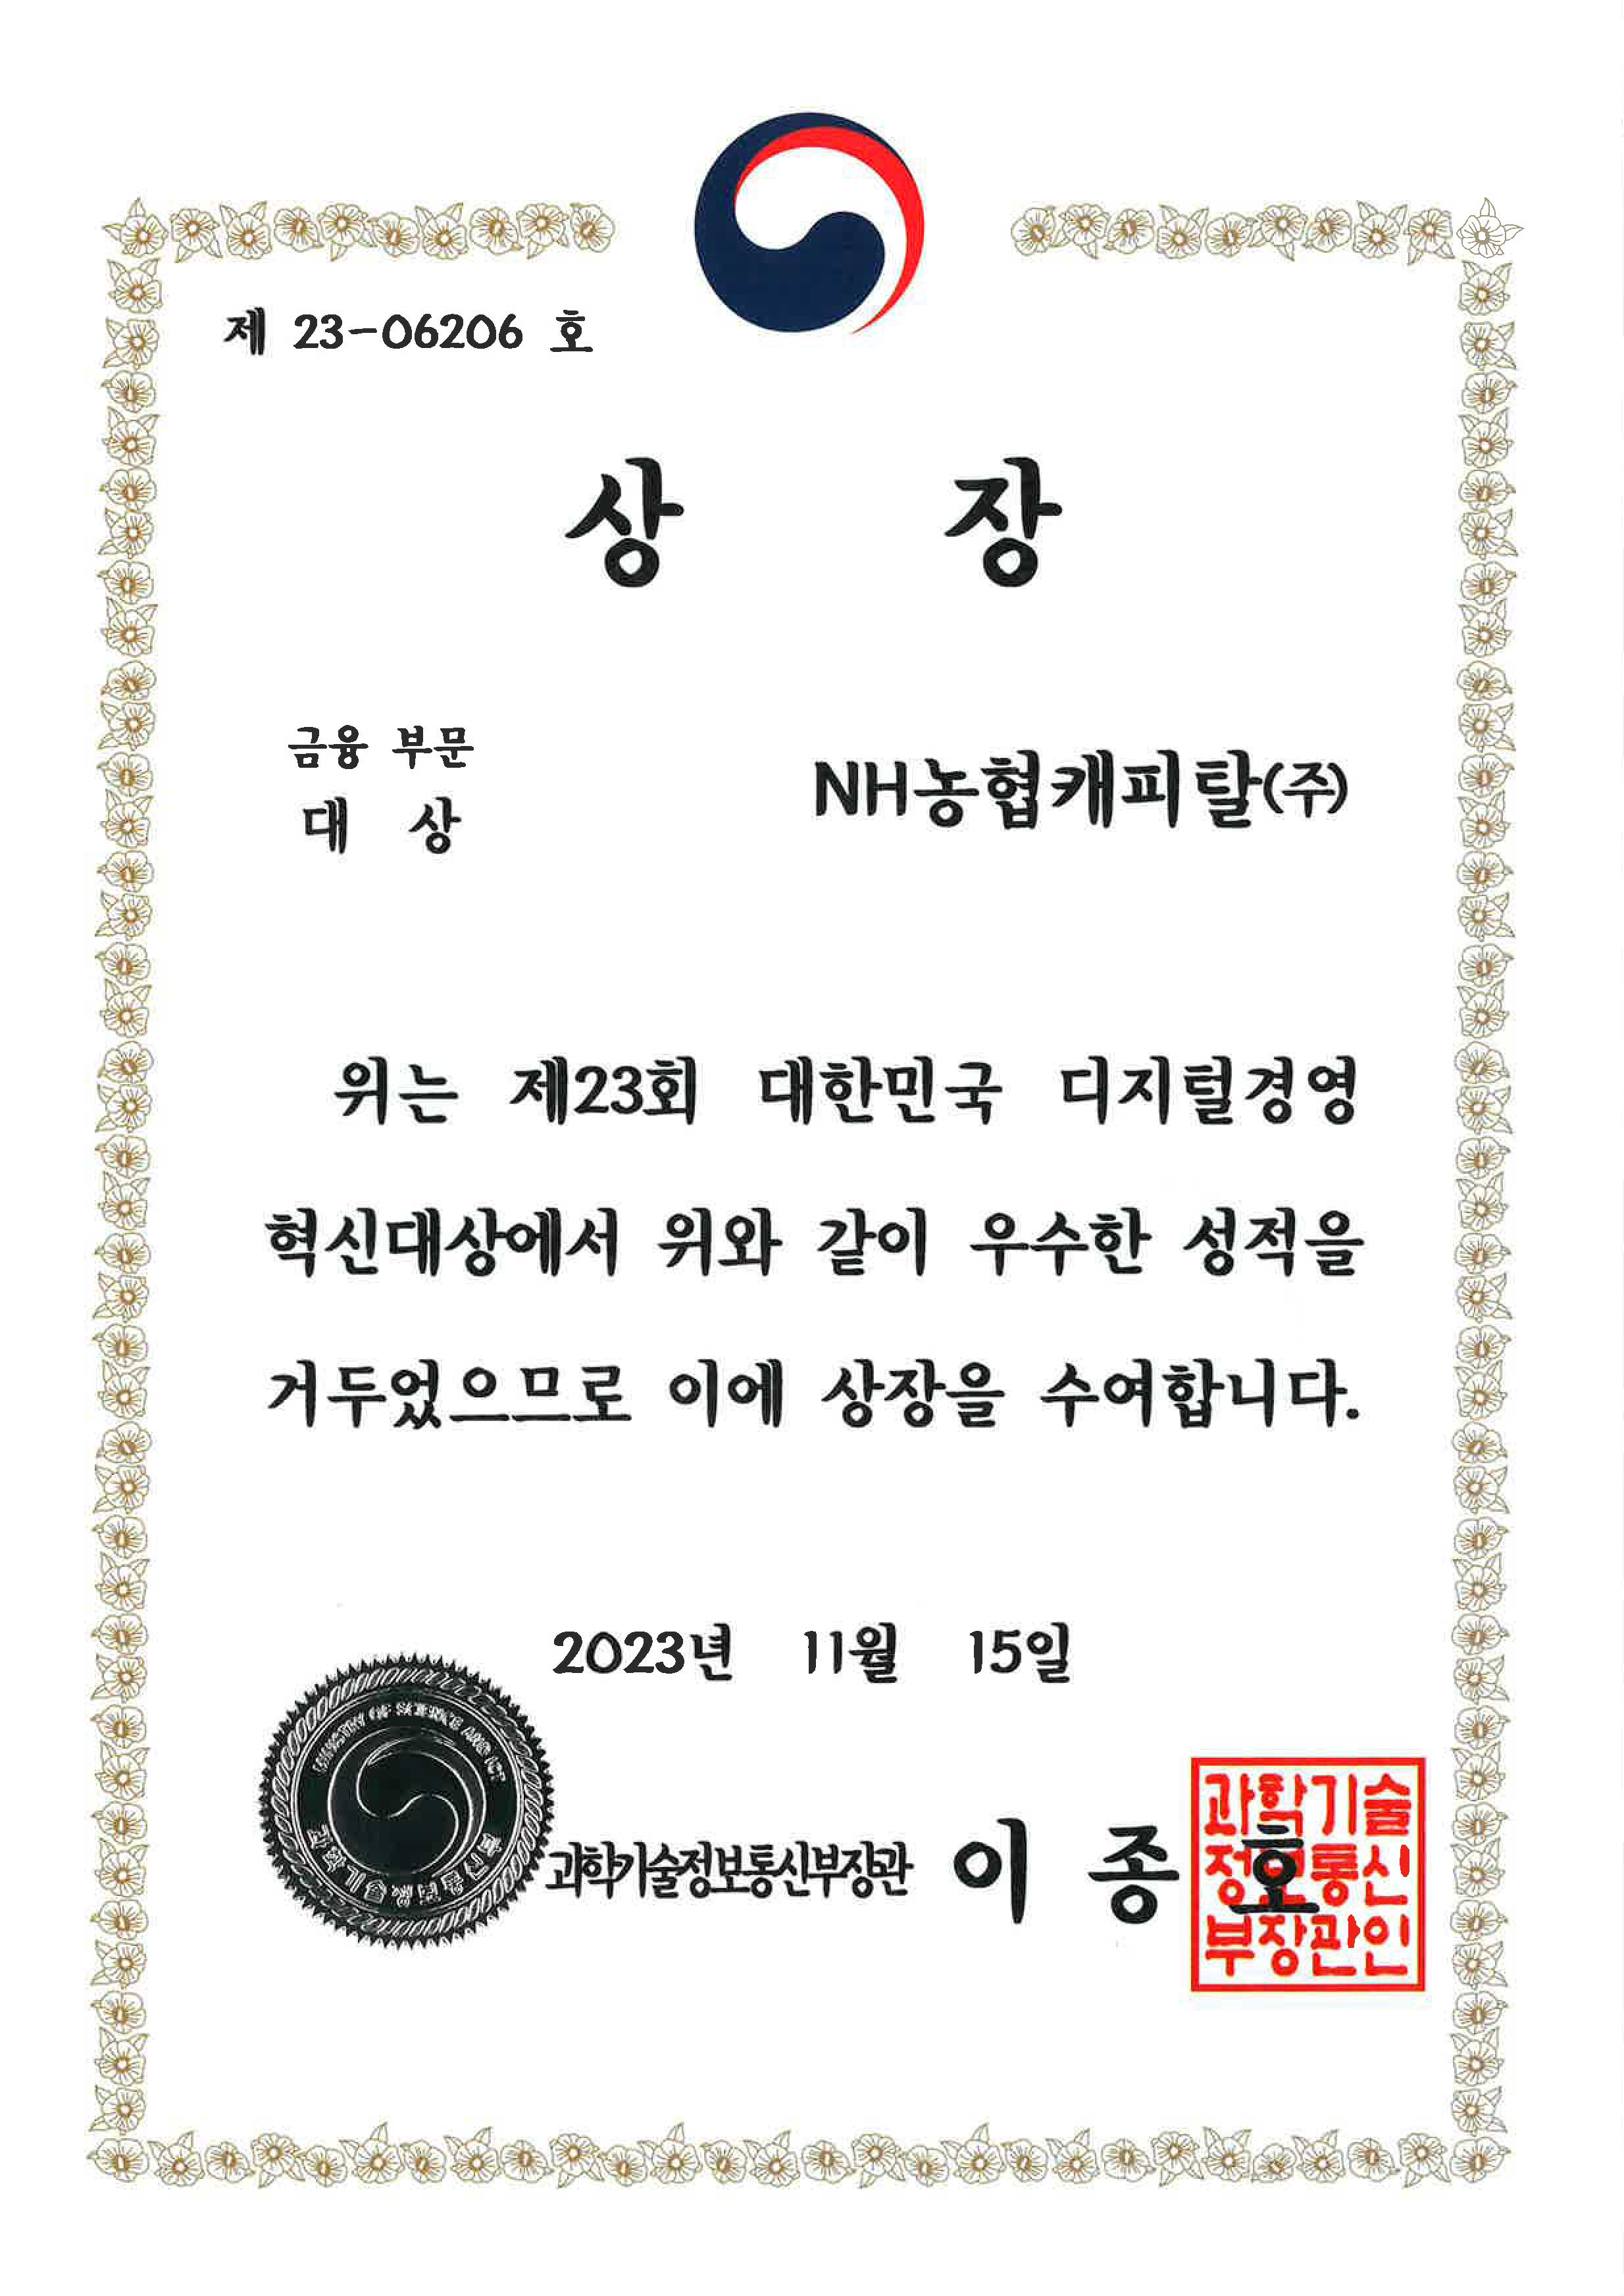 제 23-06206 호
상 장
금융 부문
대 상
NH농협캐피탈(주)
위는 제23회 대한민국 디지털경영
혁신대상에서 위와 같이 우수한 성적을
거두었으므로 이에 상장을 수여합니다.
2023년 11월 15일
MINISTRY OF SCIENCE AND ICT
과학기술정보통신부
과학기술정보통신부장관 이 종 호
과학기술
정보통신
부장관인